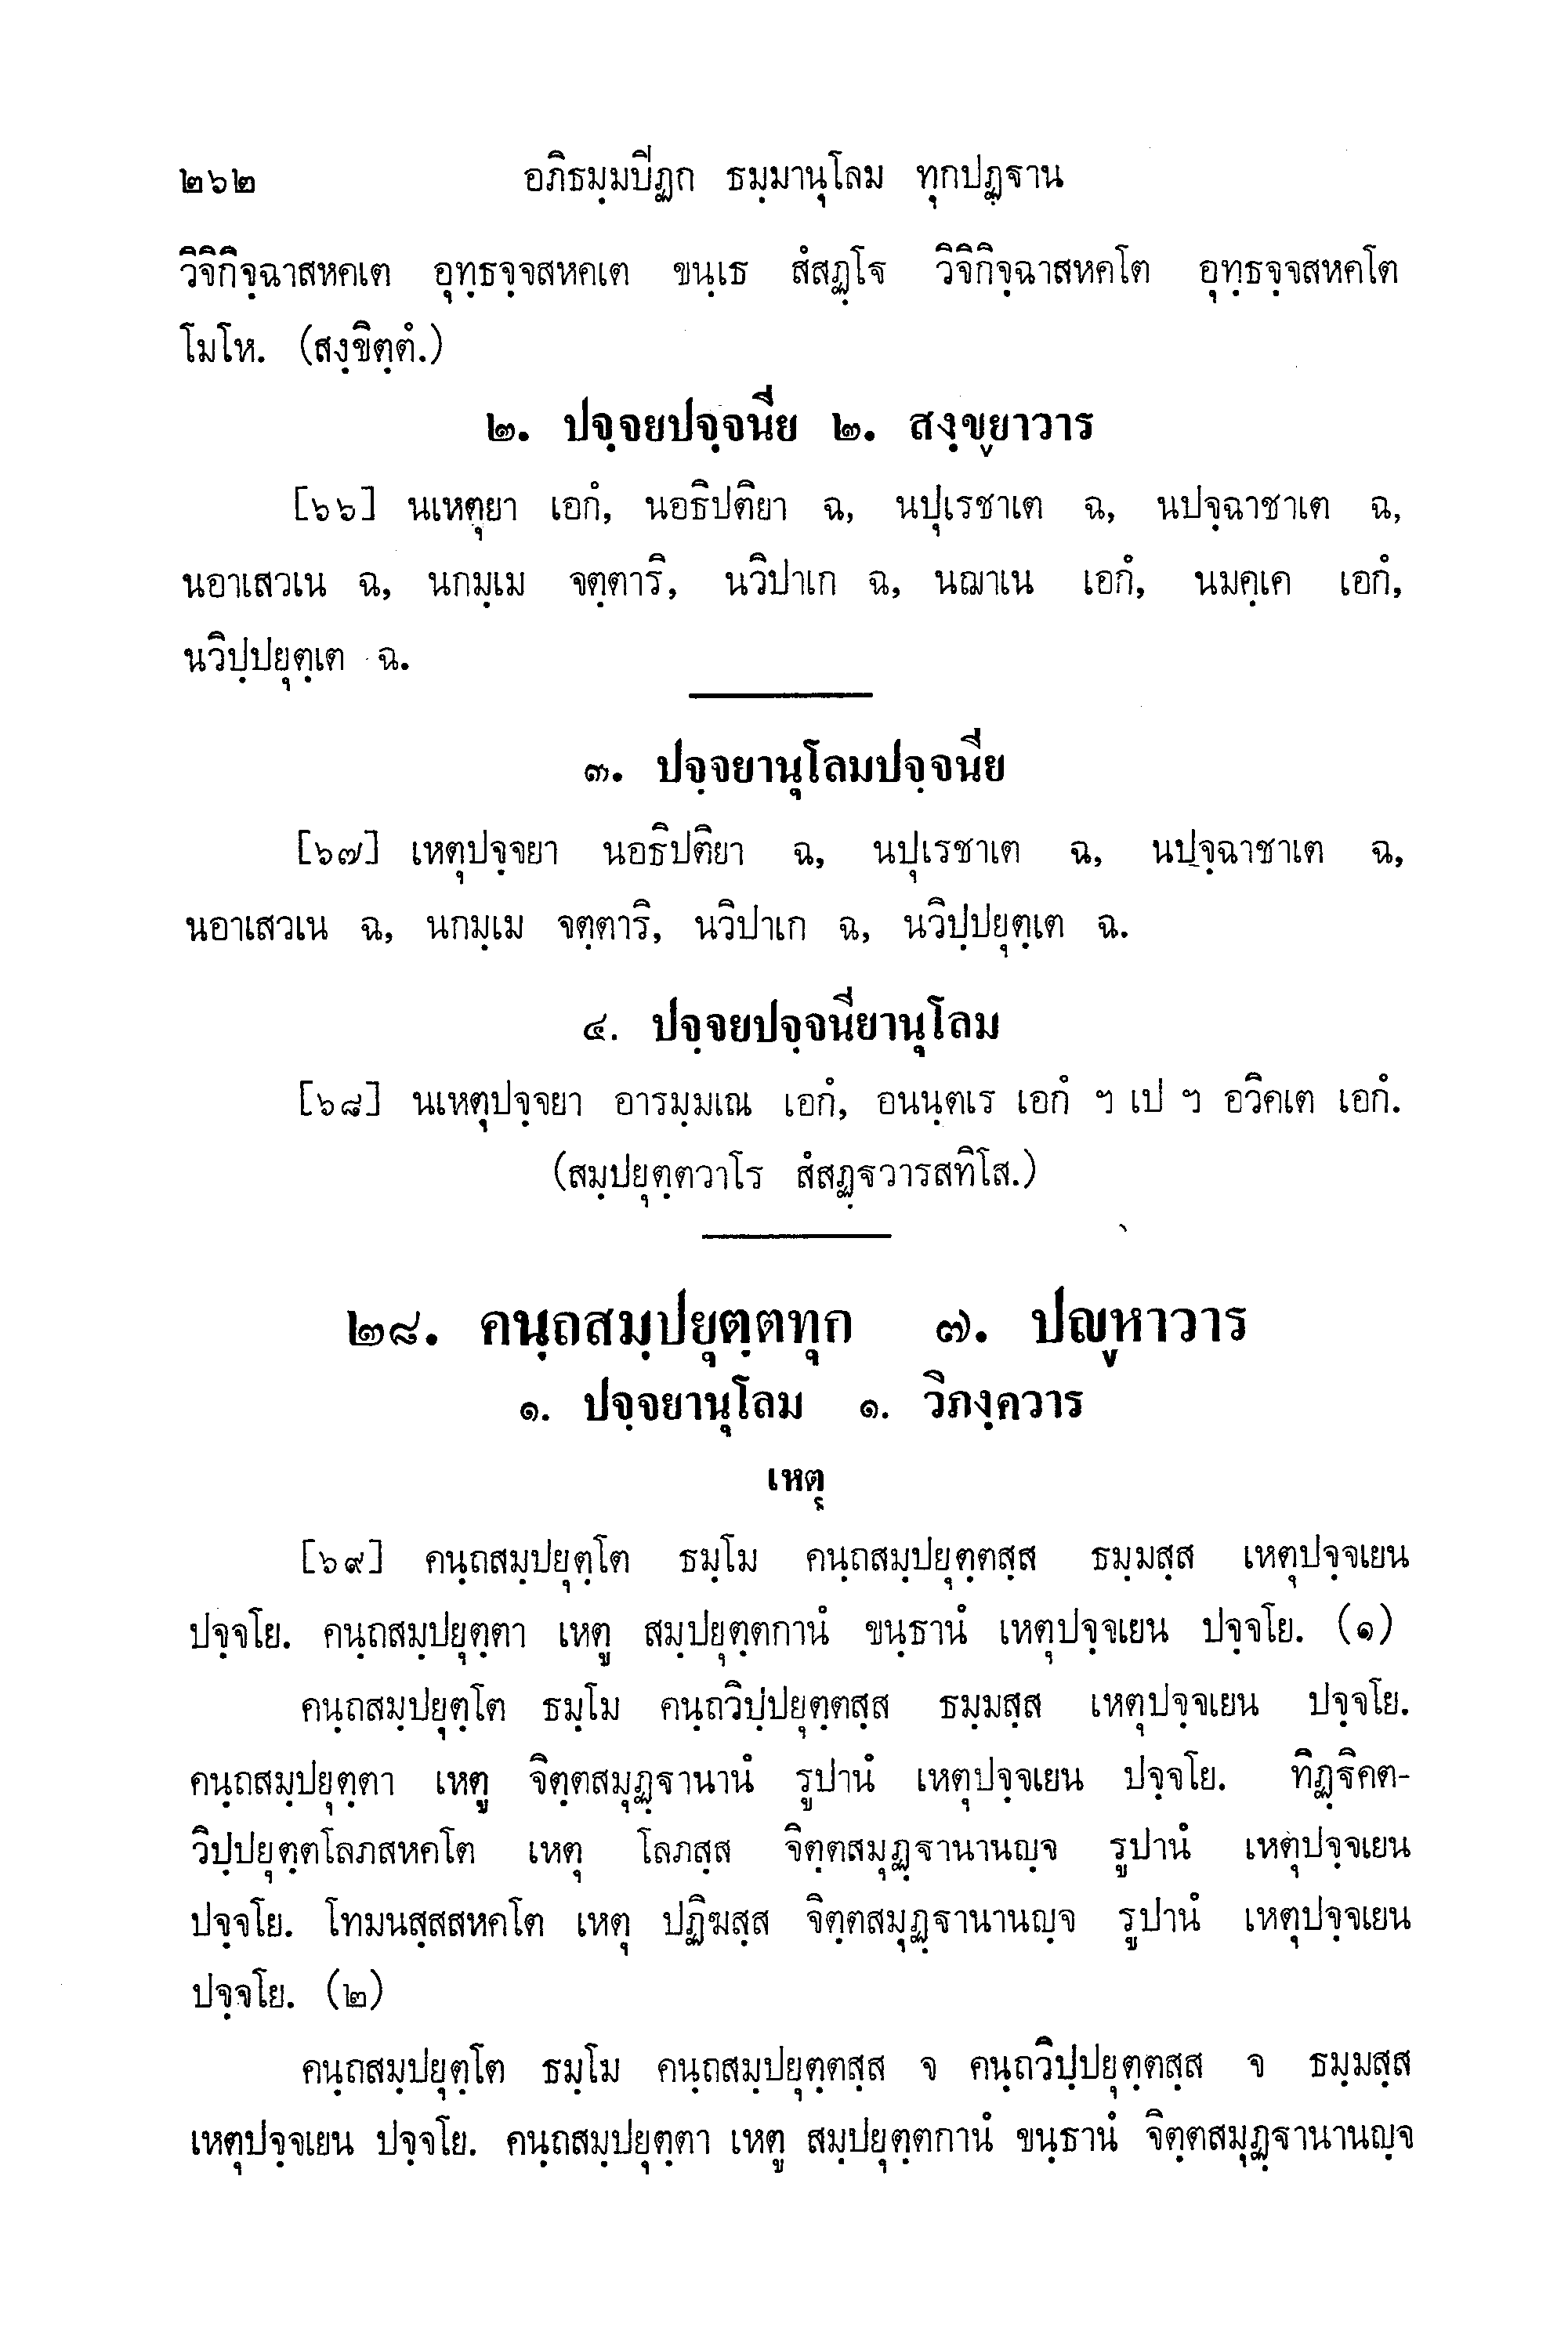 ๒๖๒ อภิธมฺมปิฏก ธมฺมานุโลม ทุกปฏฺฐาน
วิจิกิจฺฉาสหคเต อุทฺธจฺจสหคเต ขนฺเธ สํสฏฺโฐ วิจิกิจฺฉาสหคโต อุทฺธจฺจสหคโต
โมโห. (สงฺขิตฺตํ.)
๒. ปจฺจยปจฺจนีย ๒. สงฺขฺยาวาร
[๖๖] นเหตุยา เอกํ, นอธิปติยา ฉ, นปุเรชาเต ฉ, นปจฺฉาชาเต ฉ,
นอาเสวเน ฉ, นกมฺเม จตฺตาริ, นวิปาเก ฉ, นฌาเน เอกํ, นมคฺเค เอกํ,
นวิปฺปยุตฺเต ฉ.
๓. ปจฺจยานุโลมปจฺจนีย
[๖๗] เหตุปจฺจยา นอธิปติยา ฉ, นปุเรชาเต ฉ, นปจฺฉาชาเต ฉ,
นอาเสวเน ฉ, นกมฺเม จตฺตาริ, นวิปาเก ฉ, นวิปฺปยุตฺเต ฉ.
๔. ปจฺจยปจฺจนียานุโลม
[๖๘] นเหตุปจฺจยา อารมฺมเณ เอกํ, อนนฺตเร เอกํ ฯ เป ฯ อวิคเต เอกํ.
(สมฺปยุตฺตวาโร สํสฏฺฐวารสทิโส.)
๒๘. คนฺถสมฺปยุตฺตทุก ๗. ปญฺหาวาร
๑. ปจฺจยานุโลม ๑. วิภงฺควาร
เหตุ
[๖๙] คนฺถสมฺปยุตฺโต ธมฺโม คนฺถสมฺปยุตฺตสฺส ธมฺมสฺส เหตุปจฺจเยน
ปจฺจโย. คนฺถสมฺปยุตฺตา เหตู สมฺปยุตฺตกานํ ขนฺธานํ เหตุปจฺจเยน ปจฺจโย. (๑)
คนฺถสมฺปยุตฺโต ธมฺโม คนฺถวิปฺปยุตฺตสฺส ธมฺมสฺส เหตุปจฺจเยน ปจฺจโย.
คนฺถสมฺปยุตฺตา เหตู จิตฺตสมุฏฺฐานานํ รูปานํ เหตุปจฺจเยน ปจฺจโย. ทิฏฺฐิคต-
วิปฺปยุตฺตโลภสหคโต เหตุ โลภสฺส จิตฺตสมุฏฺฐานานญฺจ รูปานํ เหตุปจฺจเยน
ปจฺจโย. โทมนสฺสสหคโต เหตุ ปฏิฆสฺส จิตฺตสมุฏฺฐานานญฺจ รูปานํ เหตุปจฺจเยน
ปจฺจโย. (๒)
คนฺถสมฺปยุตฺโต ธมฺโม คนฺถสมฺปยุตฺตสฺส จ คนฺถวิปฺปยุตฺตสฺส จ ธมฺมสฺส
เหตุปจฺจเยน ปจฺจโย. คนฺถสมฺปยุตฺตา เหตู สมฺปยุตฺตกานํ ขนฺธานํ จิตฺตสมุฏฺฐานานญฺจ